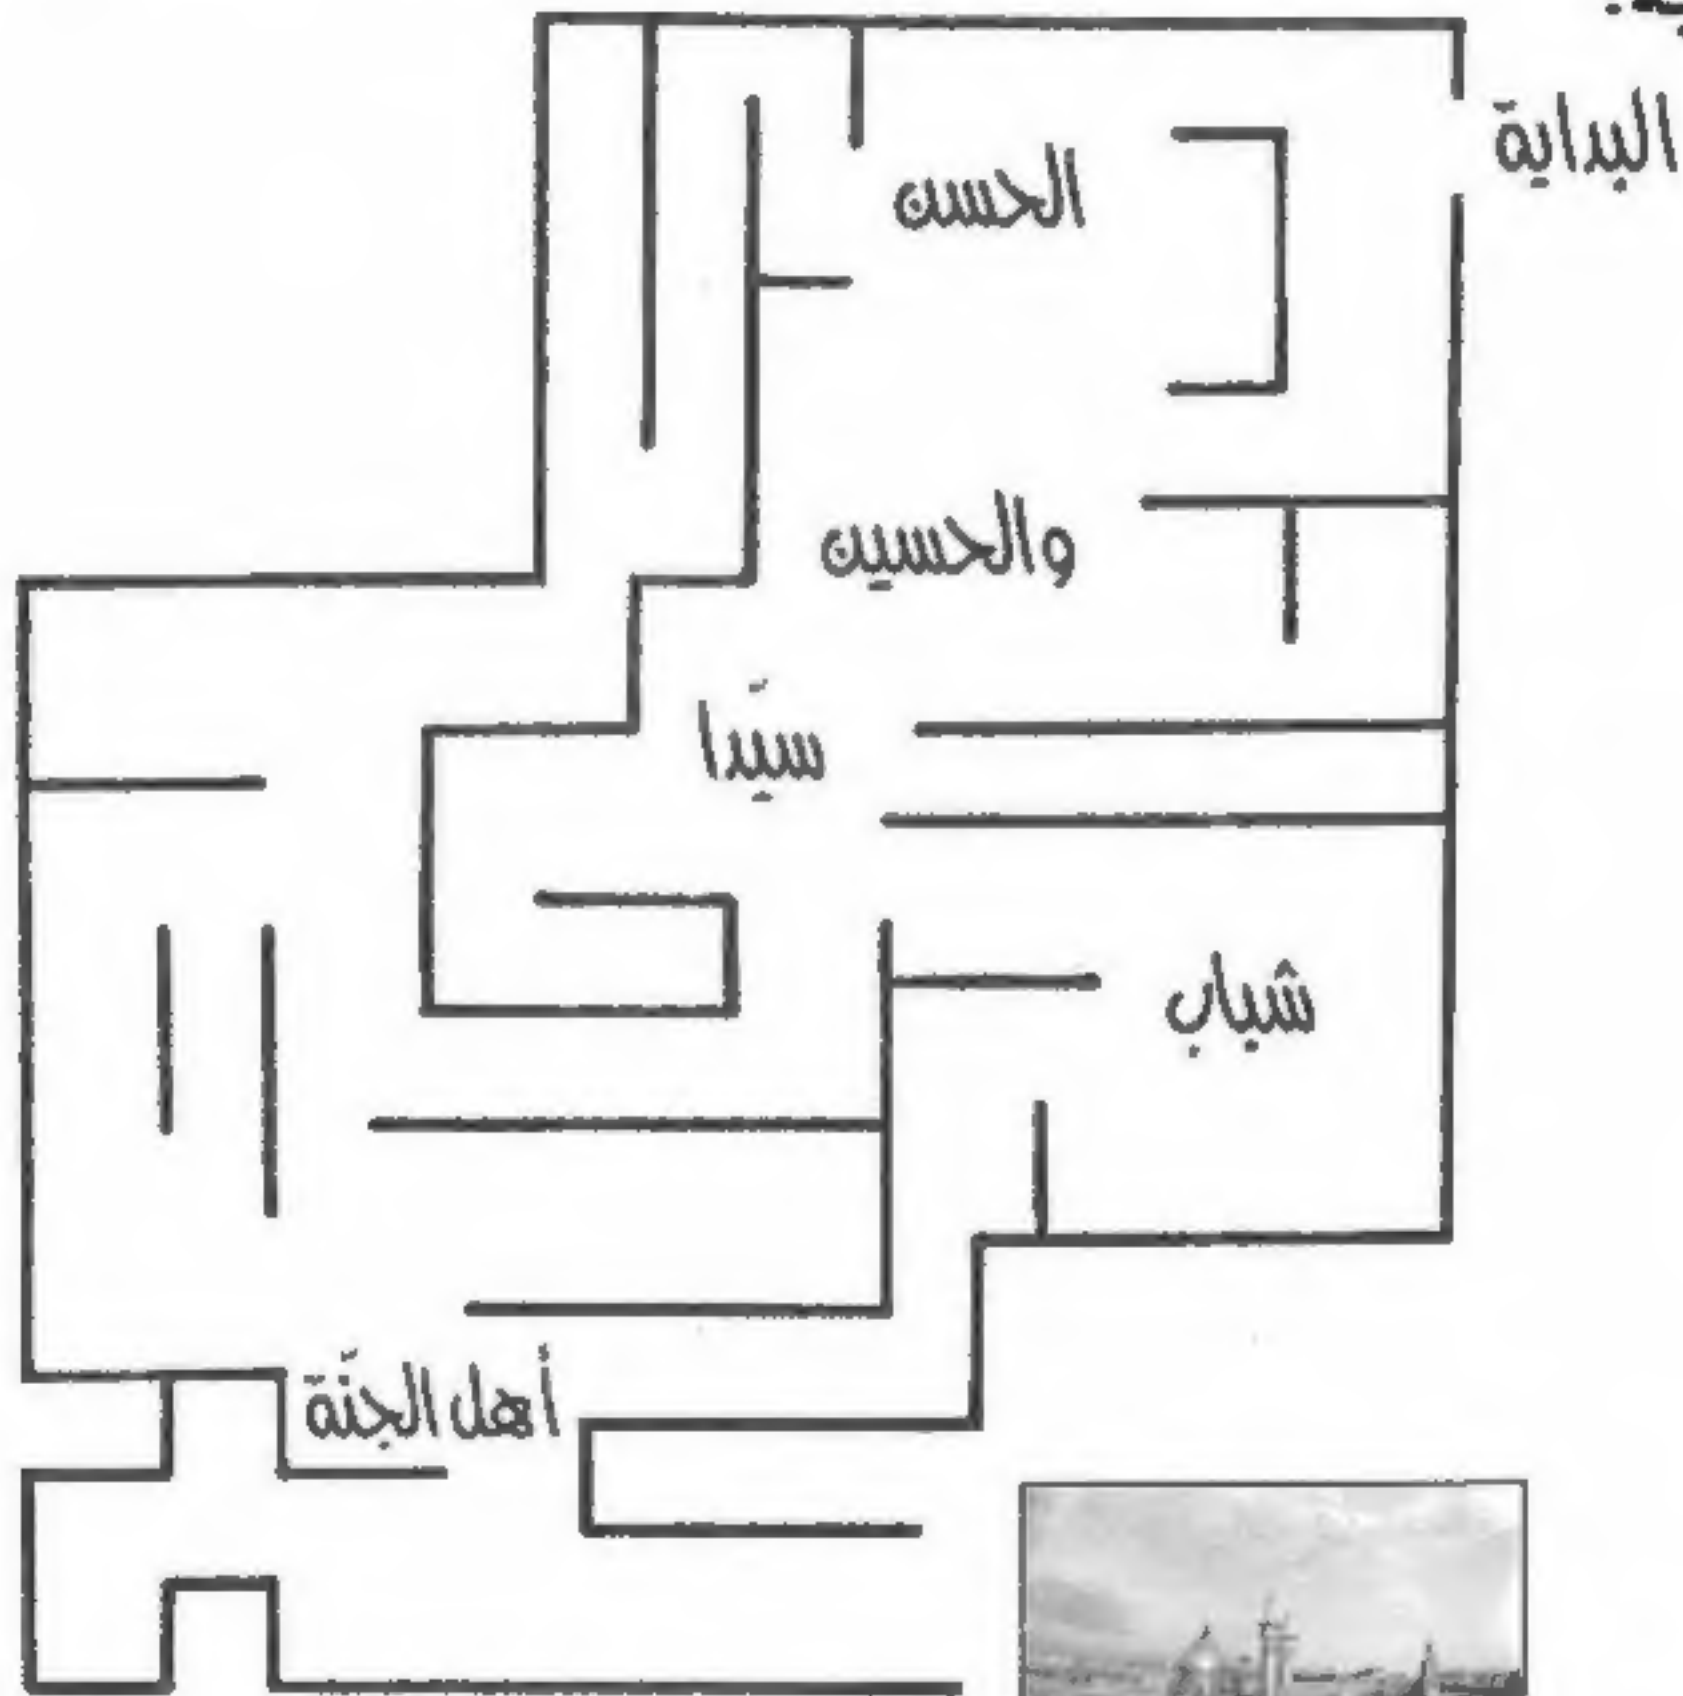 البداية
الحسن
والحسين
سيّدا
شباب
أهل الجنّة